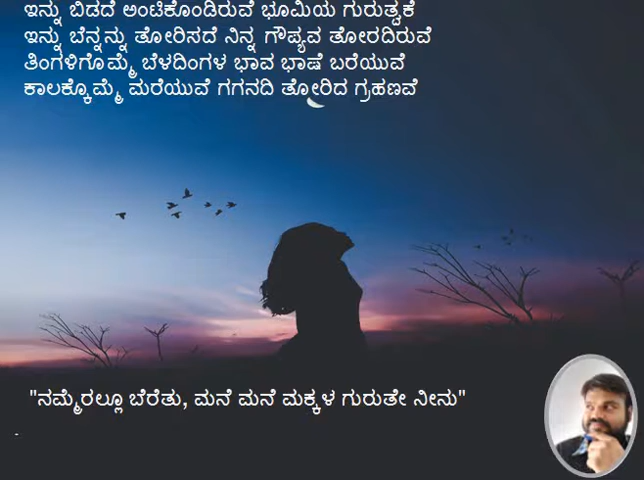 ಇನ್ನು ಬಿಡದೆ ಅಂಟಿಕೊಂಡಿರುವೆ ಭೂಮಿಯ ಗುರುತ್ವಕೆ
ಇನ್ನು ಬೆನ್ನನ್ನು ತೋರಿಸದೆ ನಿನ್ನ ಗೌಪ್ಯವ ತೋರದಿರುವೆ
ತಿಂಗಳಿಗೊಮ್ಮೆ ಬೆಳದಿಂಗಳ ಭಾವ ಭಾಷೆ ಬರೆಯುವೆ
ಕಾಲಕ್ಕೊಮ್ಮೆ ಮರೆಯುವೆ ಗಗನದಿ ತೋರಿದ ಗ್ರಹಣವೆ
"ನಮ್ಮೆರಲ್ಲೂ ಬೆರೆತು, ಮನೆ ಮನೆ ಮಕ್ಕಳ ಗುರುತೇ ನೀನು"